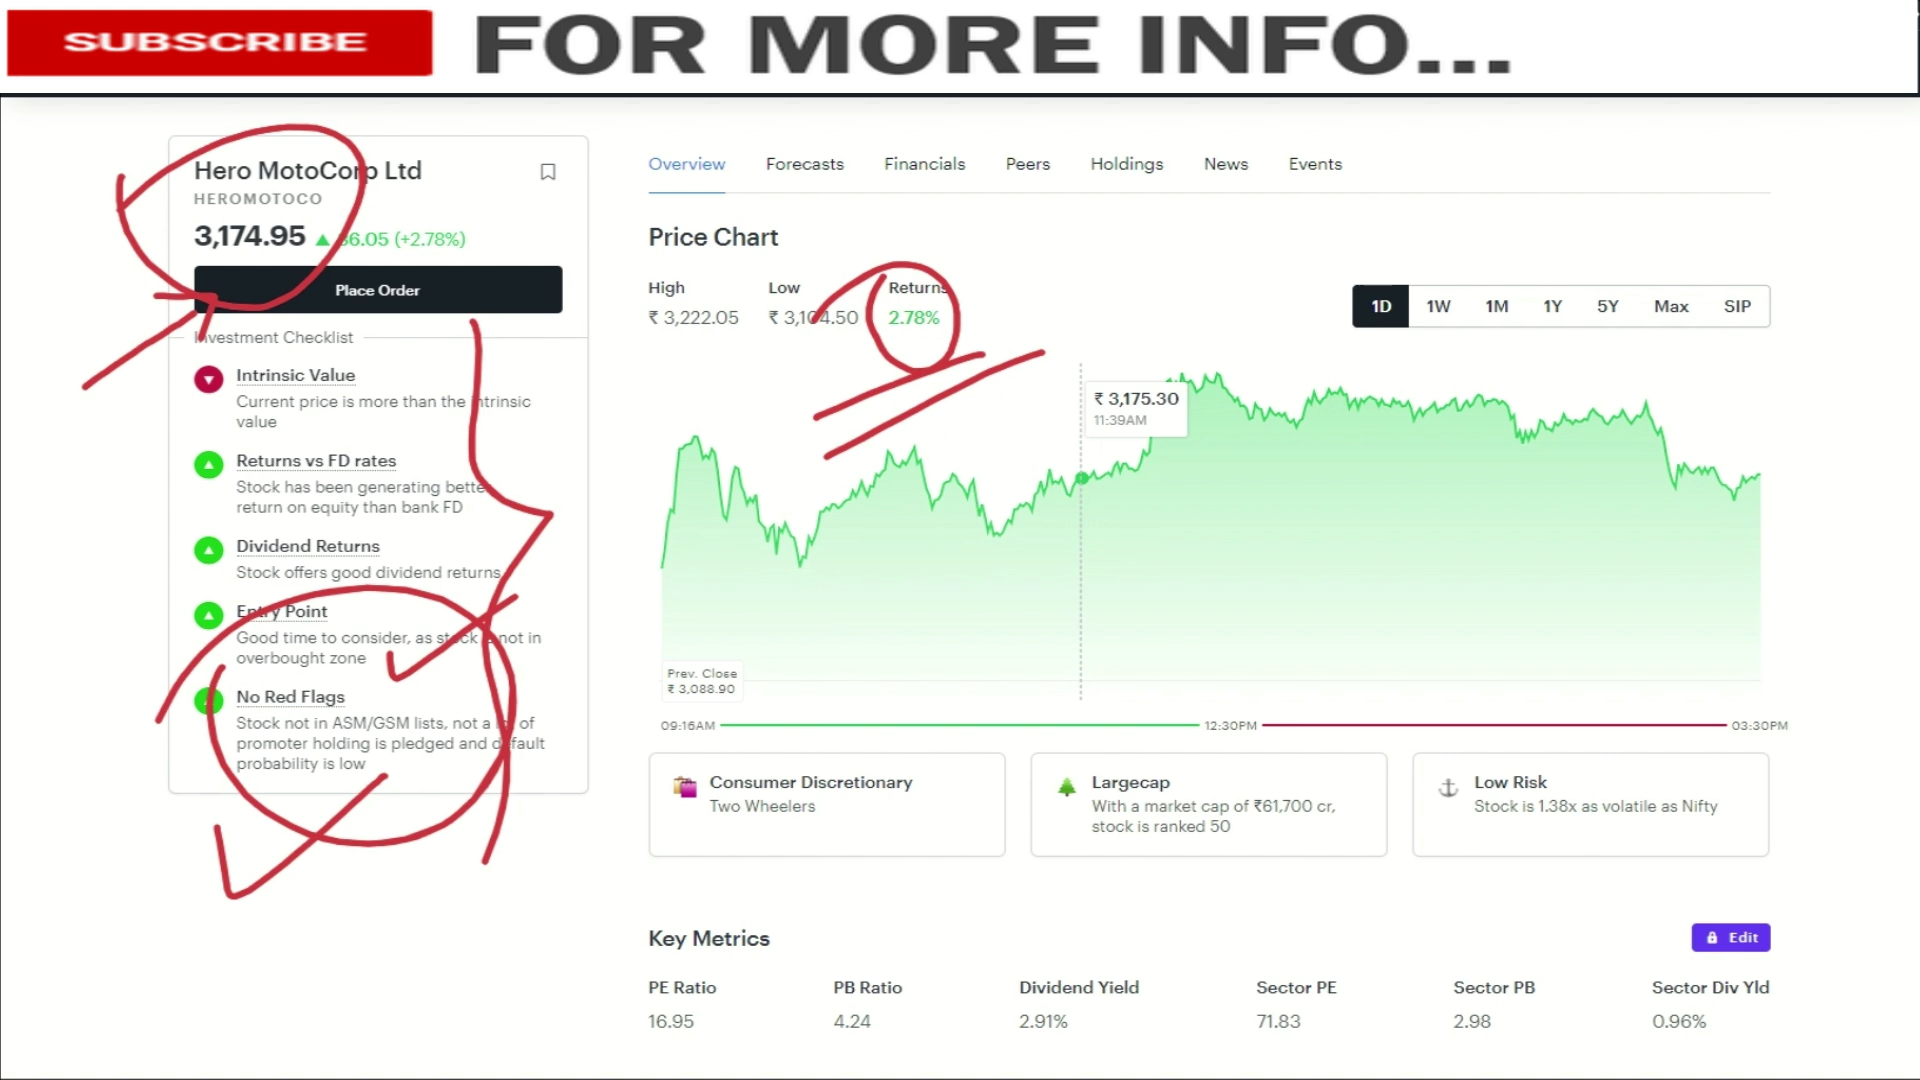 SUBSCRIBE
FOR MORE INFO...
Hero MotoCorp Ltd
HEROMOTOCO
3,174.95 86.05 (+2.78%)
Place Order
Investment Checklist
Intrinsic Value
Current price is more than the intrinsic
value
Returns vs FD rates
Stock has been generating better
return on equity than bank FD
Dividend Returns
Stock offers good dividend returns
Entry Point
Good time to consider, as stock is not in
overbought zone
No Red Flags
Stock not in ASM/GSM lists, not a lot of
promoter holding is pledged and default
probability is low
Overview Forecasts Financials Peers Holdings News Events
Price Chart
High Low Returns
₹ 3,222.05 ₹ 3,104.50 2.78%
1D 1W 1M 1Y 5Y Max SIP
₹ 3,175.30
11:39AM
Prev. Close
₹ 3,088.90
09:16AM 12:30PM 03:30PM
Consumer Discretionary
Two Wheelers
Largecap
With a market cap of ₹61,700 cr,
stock is ranked 50
Low Risk
Stock is 1.38x as volatile as Nifty
Key Metrics
Edit
PE Ratio PB Ratio Dividend Yield Sector PE Sector PB Sector Div Yld
16.95 4.24 2.91% 71.83 2.98 0.96%